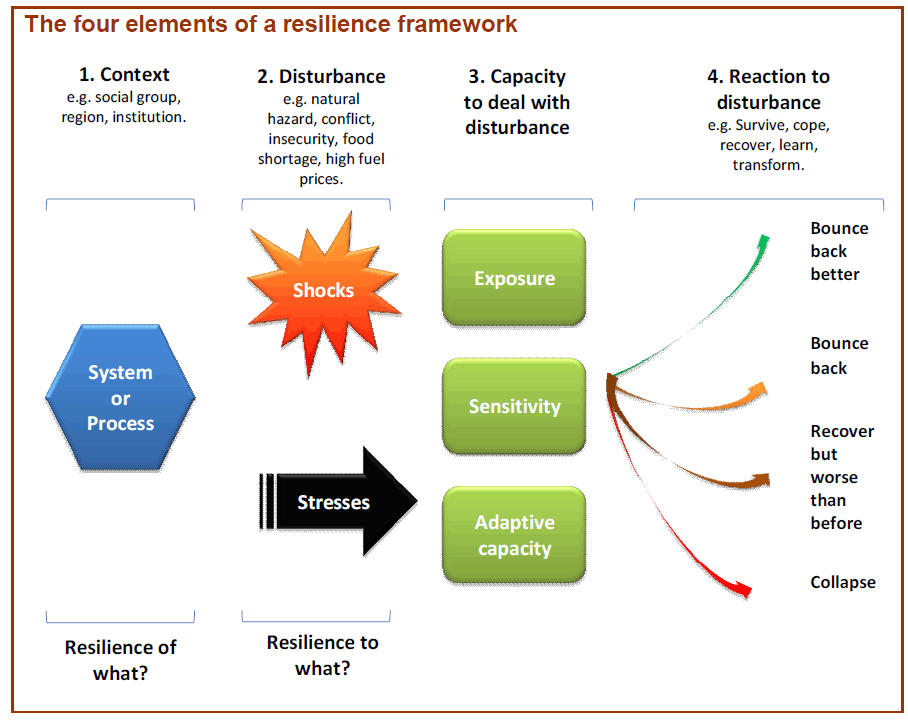 The four elements of a resilience framework
1. Context
e.g. social group,
region, institution.
2. Disturbance
e.g. natural
hazard, conflict,
insecurity, food
shortage, high fuel
prices.
3. Capacity
to deal with
disturbance
4. Reaction to
disturbance
e.g. Survive, cope,
recover, learn,
transform.
System
or
Process
Shocks
Stresses
Exposure
Sensitivity
Adaptive
capacity
Bounce
back
better
Bounce
back
Recover
but
worse
than
before
Collapse
Resilience of
what?
Resilience to
what?